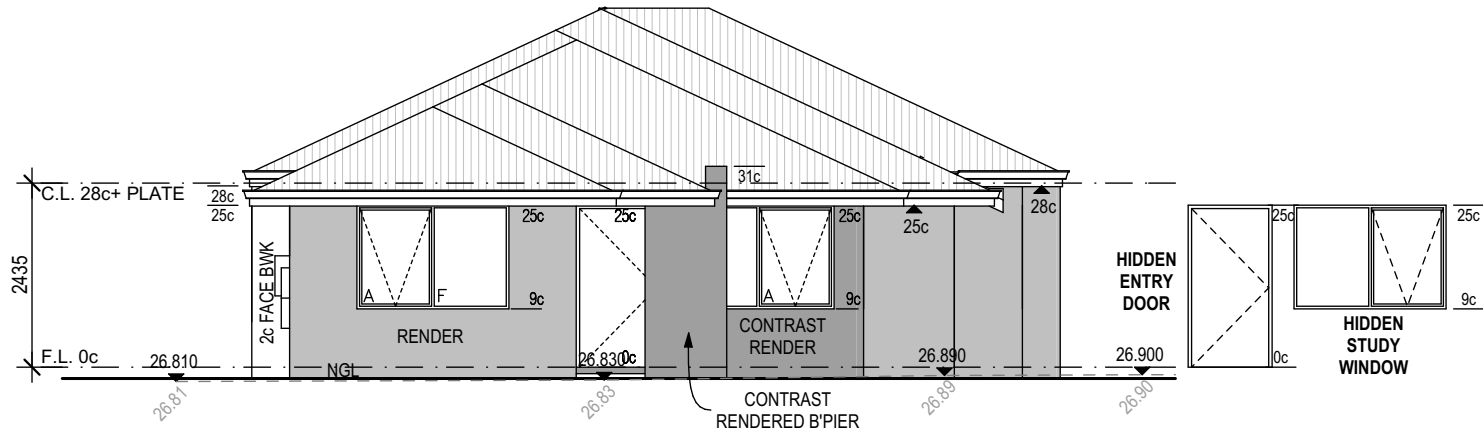 31c
C.L. 28c+ PLATE
28c
25c
28c
25c
25c
25c
25c
25c
25c
2435
2c FACE BWK
A
F
9c
A
9c
9c
HIDDEN
ENTRY
DOOR
RENDER
CONTRAST
RENDER
HIDDEN
STUDY
WINDOW
F.L. 0c
26.810
NGL
26.830
0c
26.890
26.900
0c
26.81
26.83
26.89
26.90
CONTRAST
RENDERED B'PIER